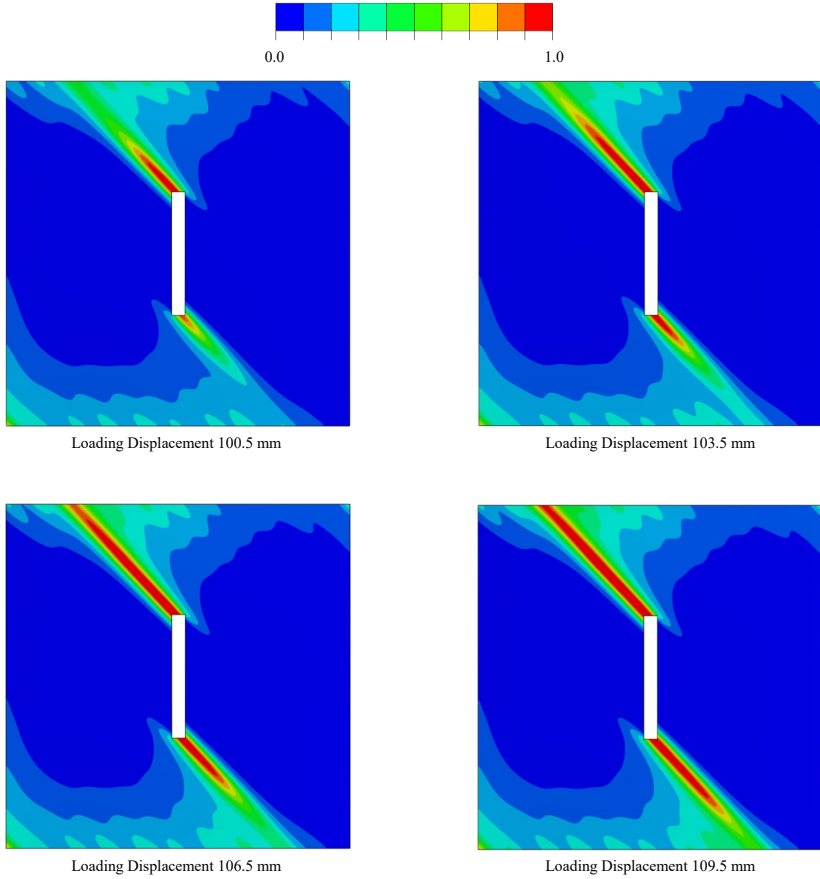 0.0 1.0
Loading Displacement 100.5 mm
Loading Displacement 103.5 mm
Loading Displacement 106.5 mm
Loading Displacement 109.5 mm